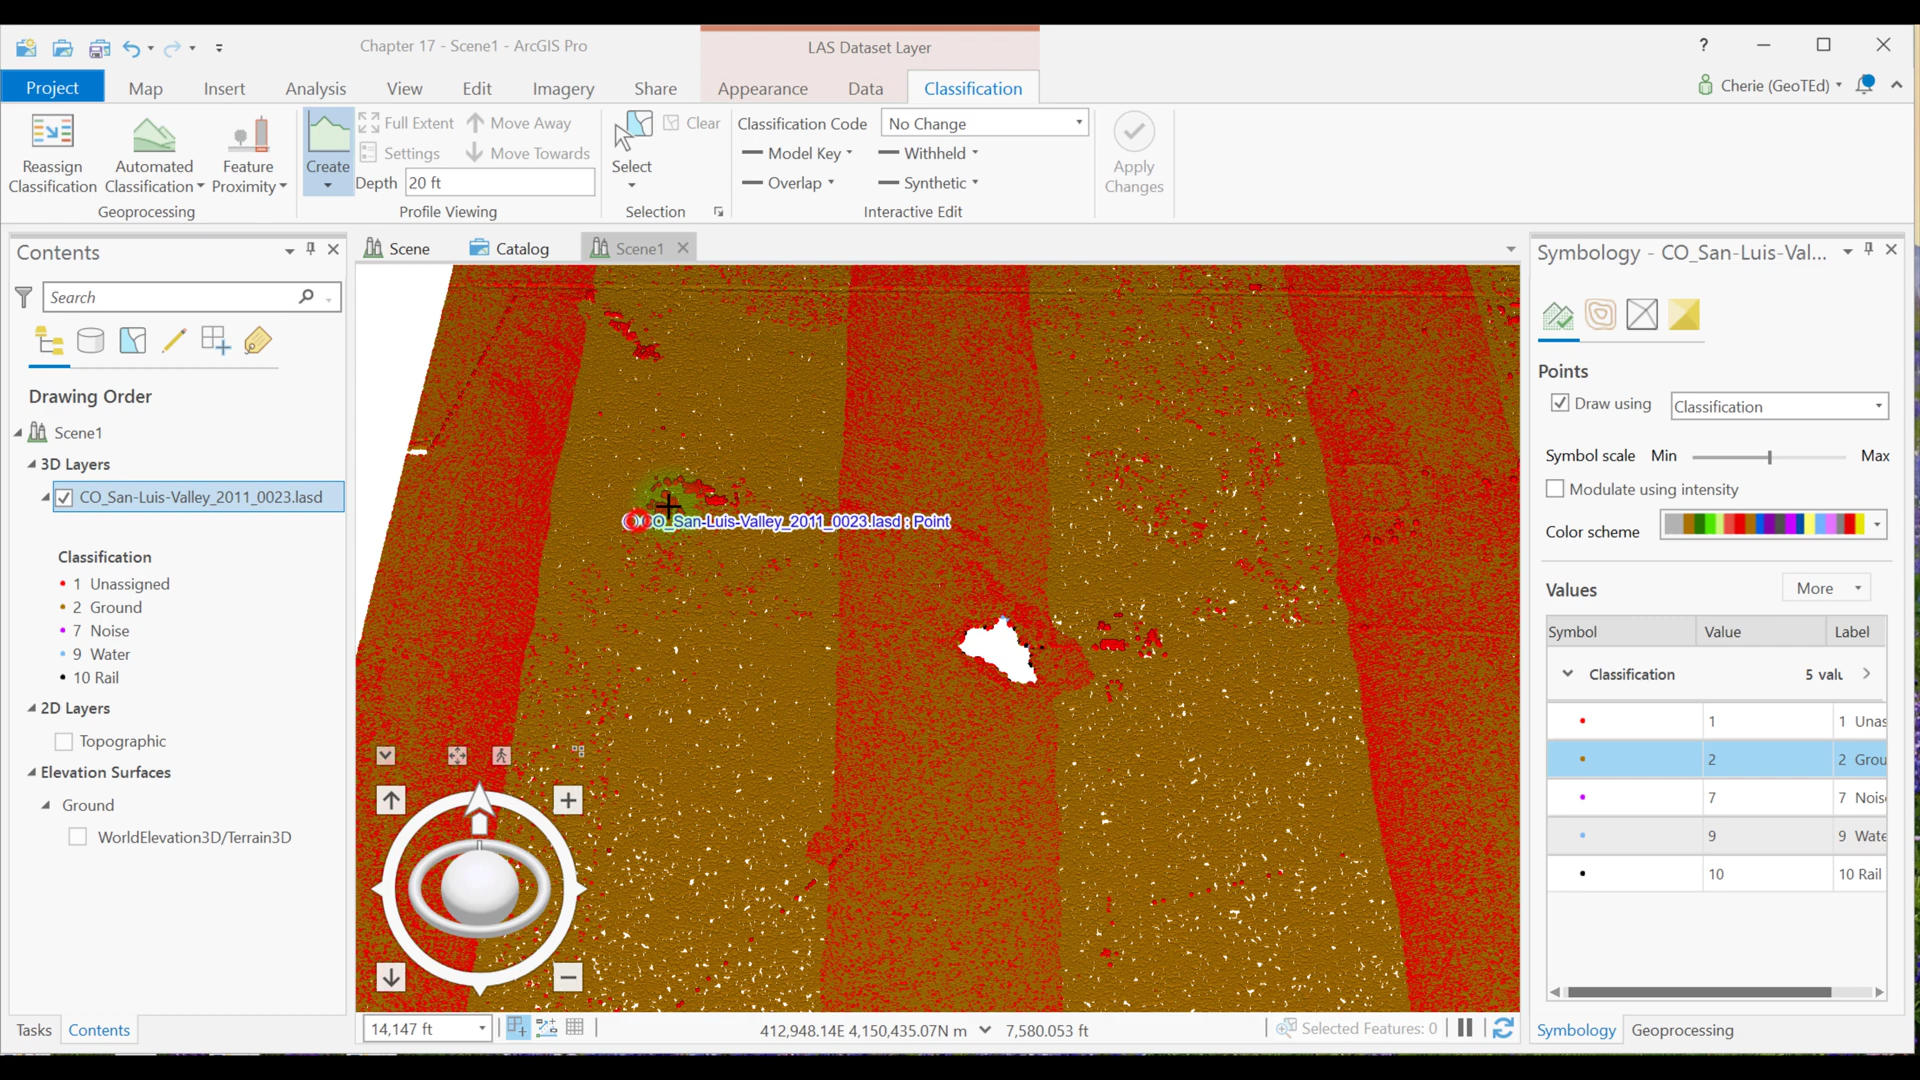 Chapter 17 - Scene1 - ArcGIS Pro
LAS Dataset Layer
?
Project
Map
Insert
Analysis
View
Edit
Imagery
Share
Appearance
Data
Classification
Cherie (GeoTEd)
Reassign
Classification
Automated
Classification
Feature
Proximity
Geoprocessing
Create
Full Extent
Move Away
Settings
Move Towards
Depth
20 ft
Profile Viewing
Select
Clear
Selection
Classification Code
No Change
Model Key
Withheld
Overlap
Synthetic
Interactive Edit
Apply
Changes
Contents
Search
Drawing Order
Scene1
3D Layers
CO_San-Luis-Valley_2011_0023.lasd
Classification
1 Unassigned
2 Ground
7 Noise
9 Water
10 Rail
2D Layers
Topographic
Elevation Surfaces
Ground
WorldElevation3D/Terrain3D
Tasks
Contents
Scene
Catalog
Scene1
CO_San-Luis-Valley_2011_0023.lasd : Point
14,147 ft
412,948.14E 4,150,435.07N m
7,580.053 ft
Selected Features: 0
Symbology - CO_San-Luis-Val...
Points
Draw using
Classification
Symbol scale
Min
Max
Modulate using intensity
Color scheme
Values
More
Symbol
Value
Label
Classification
5 valu
1
1 Unas
2
2 Grou
7
7 Nois
9
9 Wate
10
10 Rail
Symbology
Geoprocessing